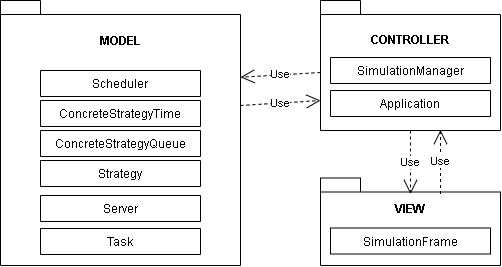 MODEL
Scheduler
ConcreteStrategyTime
ConcreteStrategyQueue
Strategy
Server
Task
Use
Use
CONTROLLER
SimulationManager
Application
Use
Use
VIEW
SimulationFrame